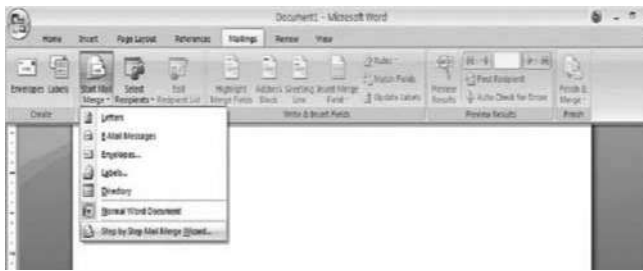 Document1 - Microsoft Word
Home Insert Page Layout References Mailings Review View
Envelopes Labels
Start Mail Merge Select Recipients Edit Recipient List
Highlight Merge Fields Address Block Greeting Line Insert Merge Field
Rules
Match Fields
Update Labels
Preview Results
Find Recipient
Auto Check for Errors
Finish & Merge
Create Write & Insert Fields Preview Results Finish
Letters
E-Mail Messages
Envelopes...
Labels...
Directory
Normal Word Document
Step by Step Mail Merge Wizard...